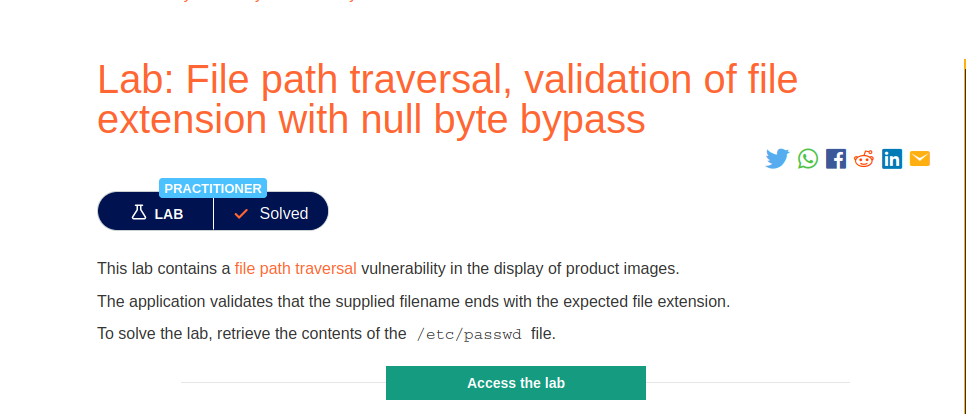 Lab: File path traversal, validation of file
extension with null byte bypass
PRACTITIONER
LAB Solved
This lab contains a file path traversal vulnerability in the display of product images.
The application validates that the supplied filename ends with the expected file extension.
To solve the lab, retrieve the contents of the /etc/passwd file.
Access the lab